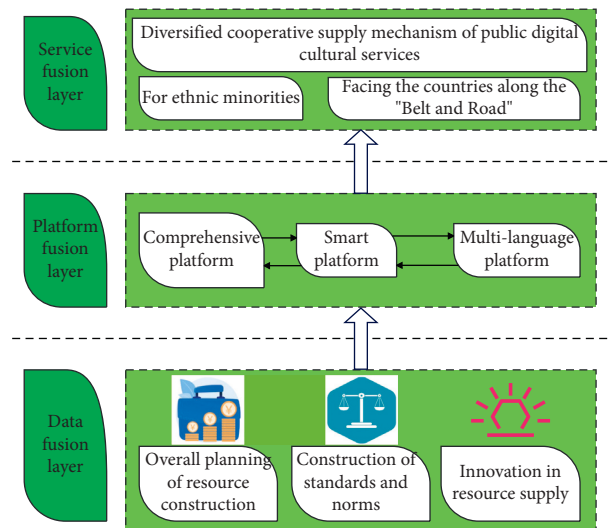 Service
fusion
layer
Diversified cooperative supply mechanism of public digital
cultural services
For ethnic minorities
Facing the countries along the
"Belt and Road"
Platform
fusion
layer
Comprehensive
platform
Smart
platform
Multi-language
platform
Data
fusion
layer
Overall planning
of resource
construction
Construction of
standards and
norms
Innovation in
resource supply